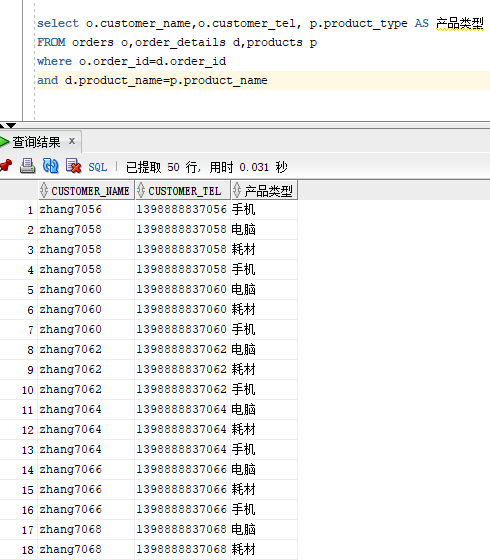 select o.customer_name,o.customer_tel, p.product_type AS 产品类型
FROM orders o,order_details d,products p
where o.order_id=d.order_id
and d.product_name=p.product_name
查询结果 ×
SQL | 已提取 50 行, 用时 0.031 秒
CUSTOMER_NAME CUSTOMER_TEL 产品类型
1 zhang7056 1398888837056 手机
2 zhang7058 1398888837058 电脑
3 zhang7058 1398888837058 耗材
4 zhang7058 1398888837058 手机
5 zhang7060 1398888837060 电脑
6 zhang7060 1398888837060 耗材
7 zhang7060 1398888837060 手机
8 zhang7062 1398888837062 电脑
9 zhang7062 1398888837062 耗材
10 zhang7062 1398888837062 手机
11 zhang7064 1398888837064 电脑
12 zhang7064 1398888837064 耗材
13 zhang7064 1398888837064 手机
14 zhang7066 1398888837066 电脑
15 zhang7066 1398888837066 耗材
16 zhang7066 1398888837066 手机
17 zhang7068 1398888837068 电脑
18 zhang7068 1398888837068 耗材